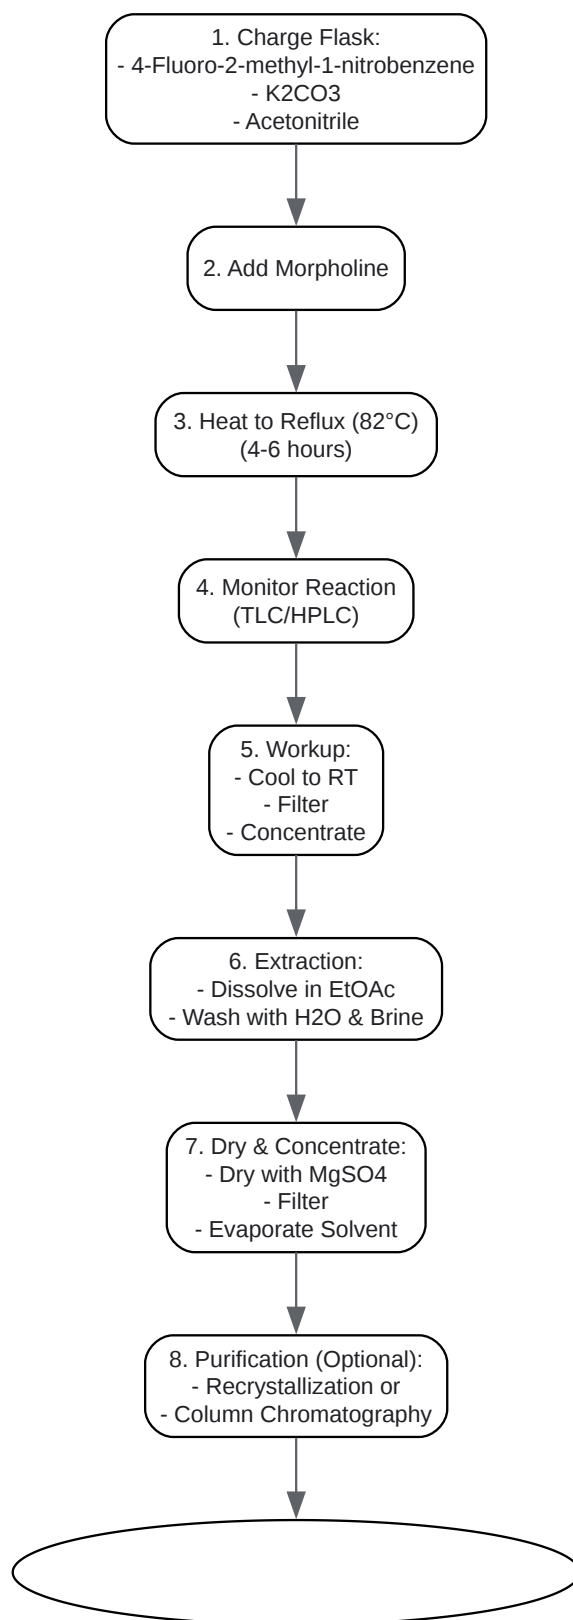 1. Charge Flask:
- 4-Fluoro-2-methyl-1-nitrobenzene
- K2CO3
- Acetonitrile
2. Add Morpholine
3. Heat to Reflux (82°C)
(4-6 hours)
4. Monitor Reaction
(TLC/HPLC)
5. Workup:
- Cool to RT
- Filter
- Concentrate
6. Extraction:
- Dissolve in EtOAc
- Wash with H2O & Brine
7. Dry & Concentrate:
- Dry with MgSO4
- Filter
- Evaporate Solvent
8. Purification (Optional):
- Recrystallization or
- Column Chromatography